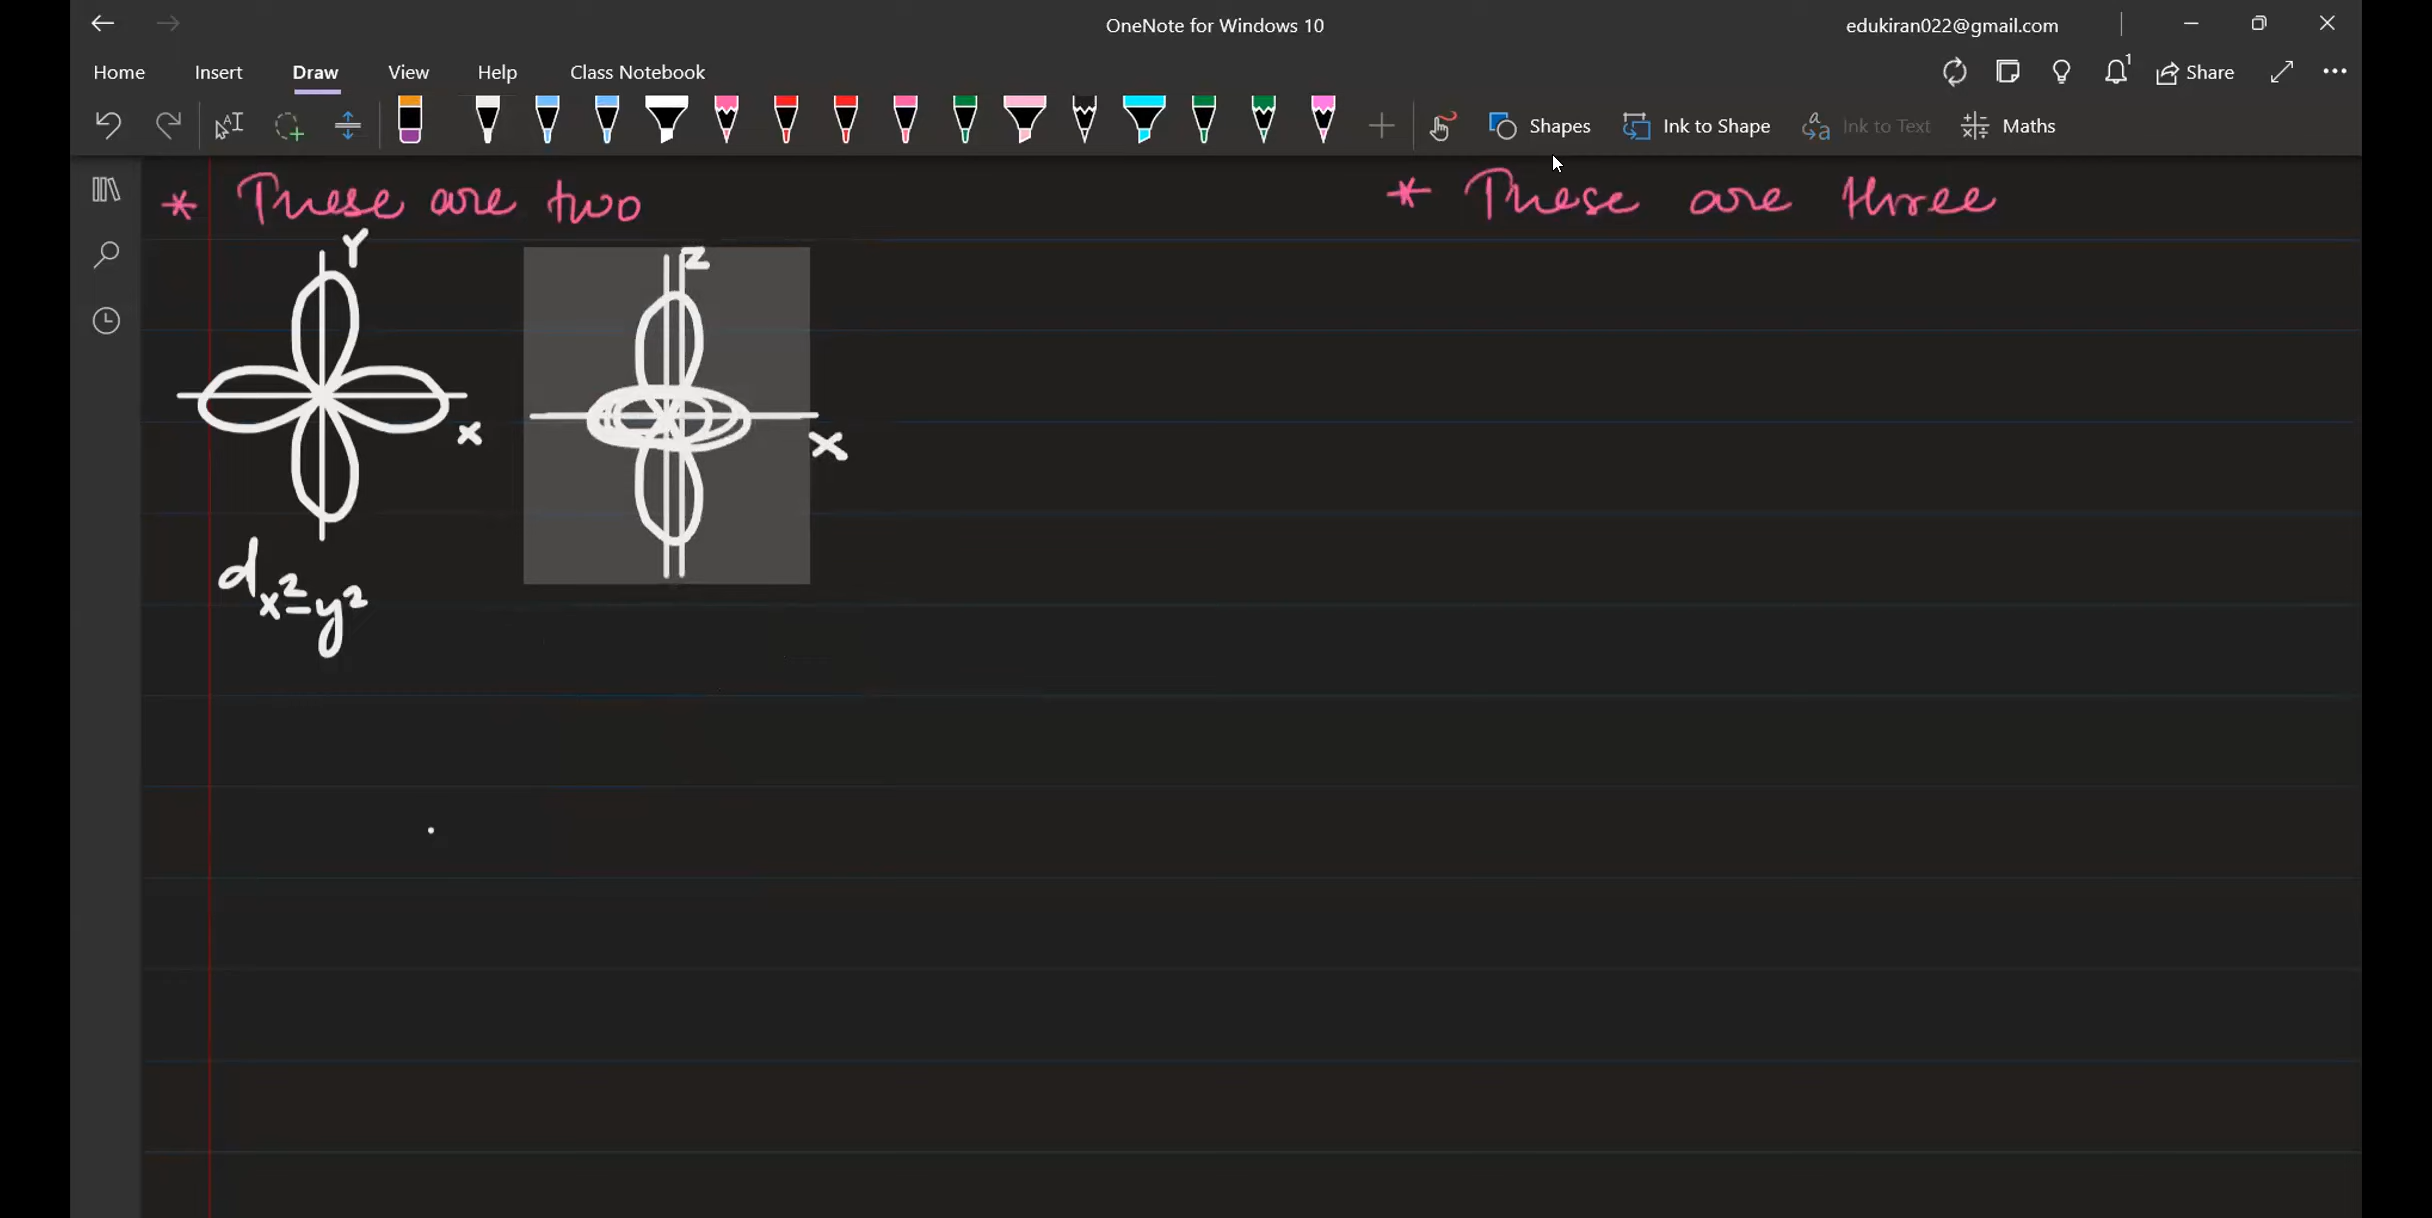 OneNote for Windows 10
edukiran022@gmail.com
Home Insert Draw View Help Class Notebook
1 Share
Shapes Ink to Shape Ink to Text Maths
* These are two
* These are three
Y
Z
x
x
dx²-y²